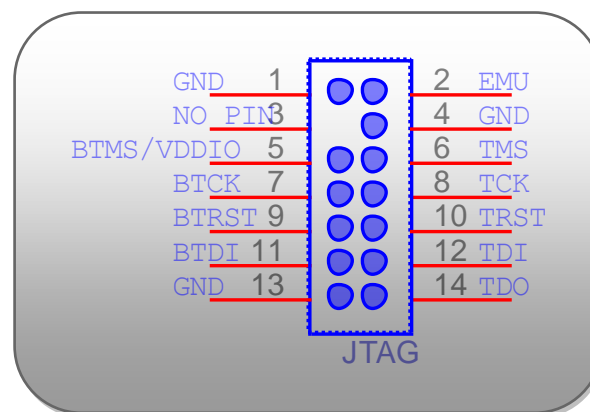 GND 1 2 EMU
NO PIN 3 4 GND
BTMS/VDDIO 5 6 TMS
BTCK 7 8 TCK
BTRST 9 10 TRST
BTDI 11 12 TDI
GND 13 14 TDO
JTAG